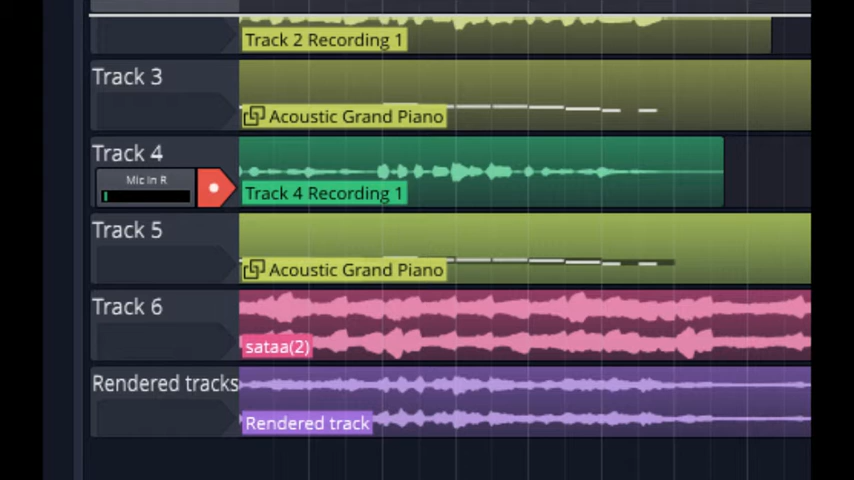 Track 2 Recording 1
Track 3
Acoustic Grand Piano
Track 4
Mic In R
Track 4 Recording 1
Track 5
Acoustic Grand Piano
Track 6
sataa(2)
Rendered tracks
Rendered track